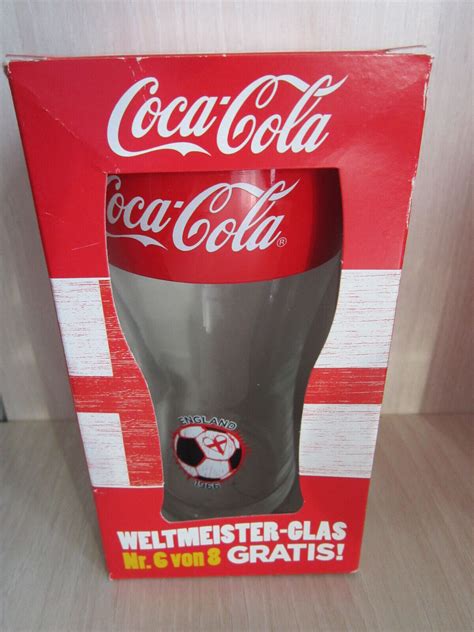 Coca-Cola
Coca-Cola®
ENGLAND
1966
WELTMEISTER-GLAS
Nr. 6 von 8 GRATIS!